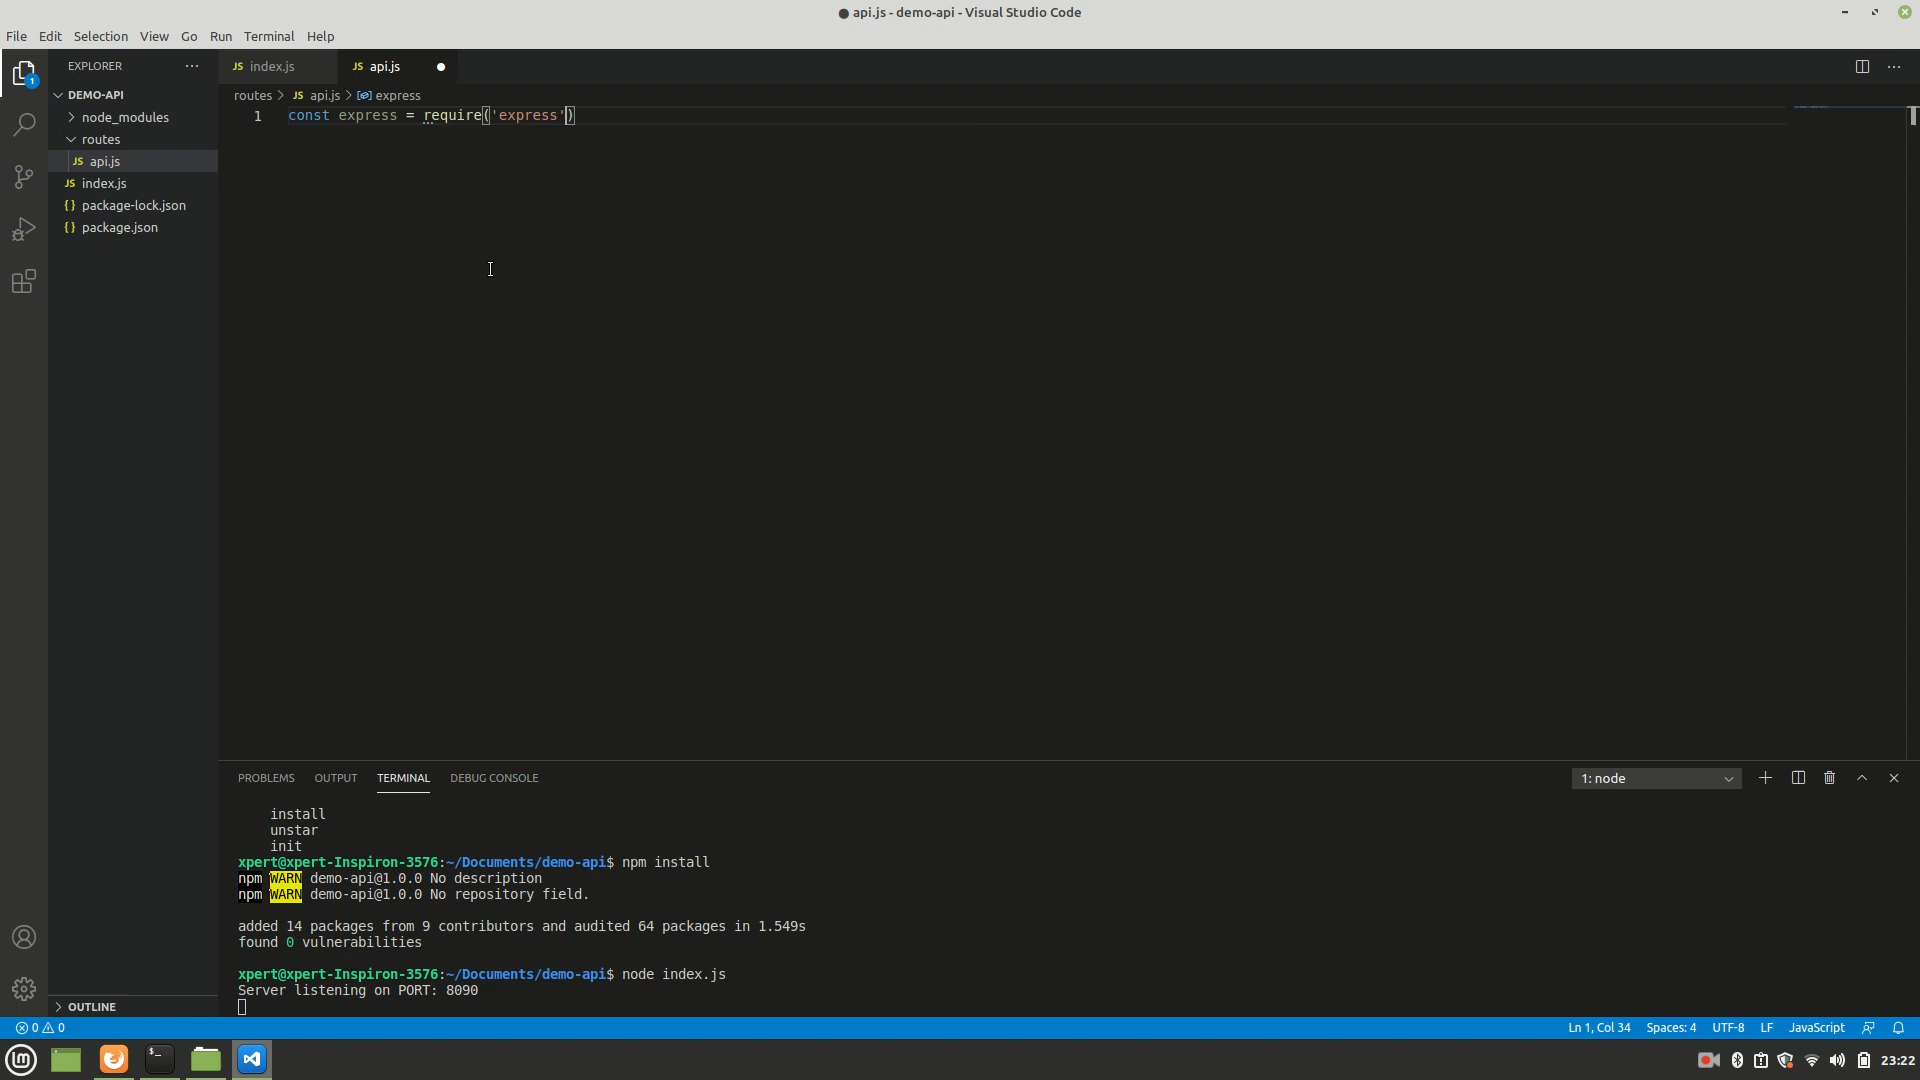 ● api.js - demo-api - Visual Studio Code
File Edit Selection View Go Run Terminal Help
EXPLORER
JS index.js
JS api.js
1
DEMO-API
routes > JS api.js > express
node_modules
1 const express = require('express')
routes
JS api.js
JS index.js
{} package-lock.json
{} package.json
PROBLEMS OUTPUT TERMINAL DEBUG CONSOLE
1: node
install
unstar
init
xpert@xpert-Inspiron-3576:~/Documents/demo-api$ npm install
npm WARN demo-api@1.0.0 No description
npm WARN demo-api@1.0.0 No repository field.
added 14 packages from 9 contributors and audited 64 packages in 1.549s
found 0 vulnerabilities
xpert@xpert-Inspiron-3576:~/Documents/demo-api$ node index.js
Server listening on PORT: 8090
OUTLINE
0 0
Ln 1, Col 34 Spaces: 4 UTF-8 LF JavaScript
23:22